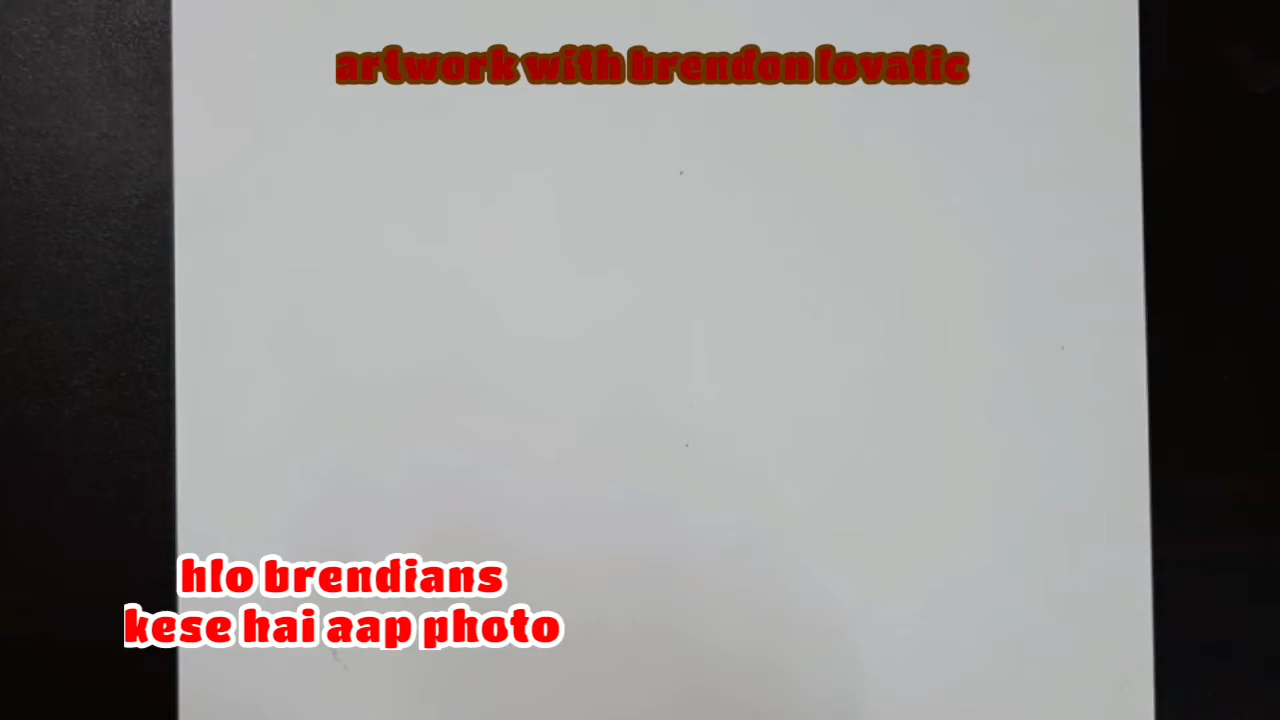 artwork with brendon lovatic
hlo brendians
kese hai aap photo